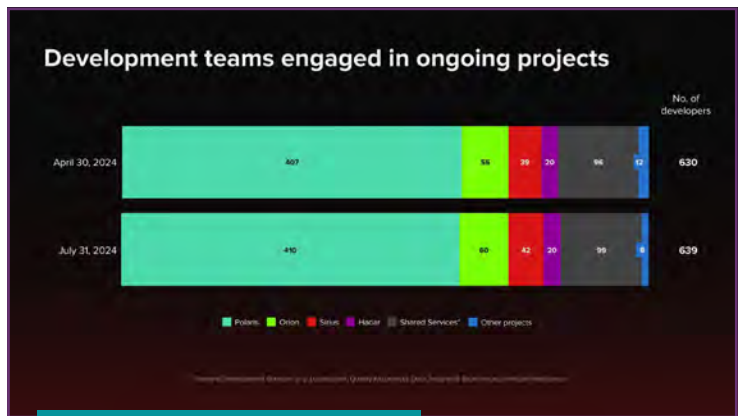 Development teams engaged in ongoing projects
No. of
developers
April 30, 2024 407 56 39 20 96 12 630
July 31, 2024 410 60 42 20 99 8 639
Polaris Orion Sirius Hadar Shared Services* Other projects